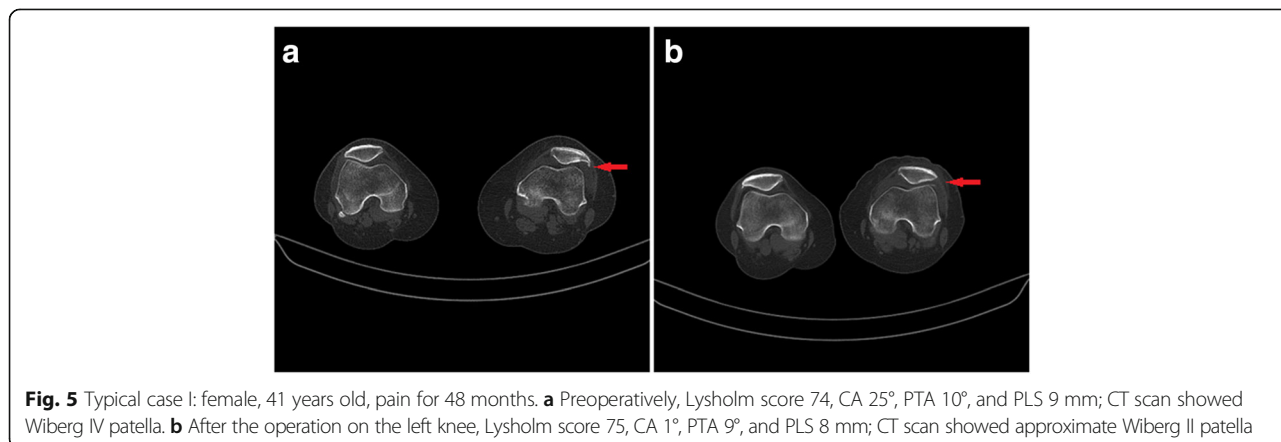 a
b
Fig. 5 Typical case I: female, 41 years old, pain for 48 months. a Preoperatively, Lysholm score 74, CA 25°, PTA 10°, and PLS 9 mm; CT scan showed
Wiberg IV patella. b After the operation on the left knee, Lysholm score 75, CA 1°, PTA 9°, and PLS 8 mm; CT scan showed approximate Wiberg II patella